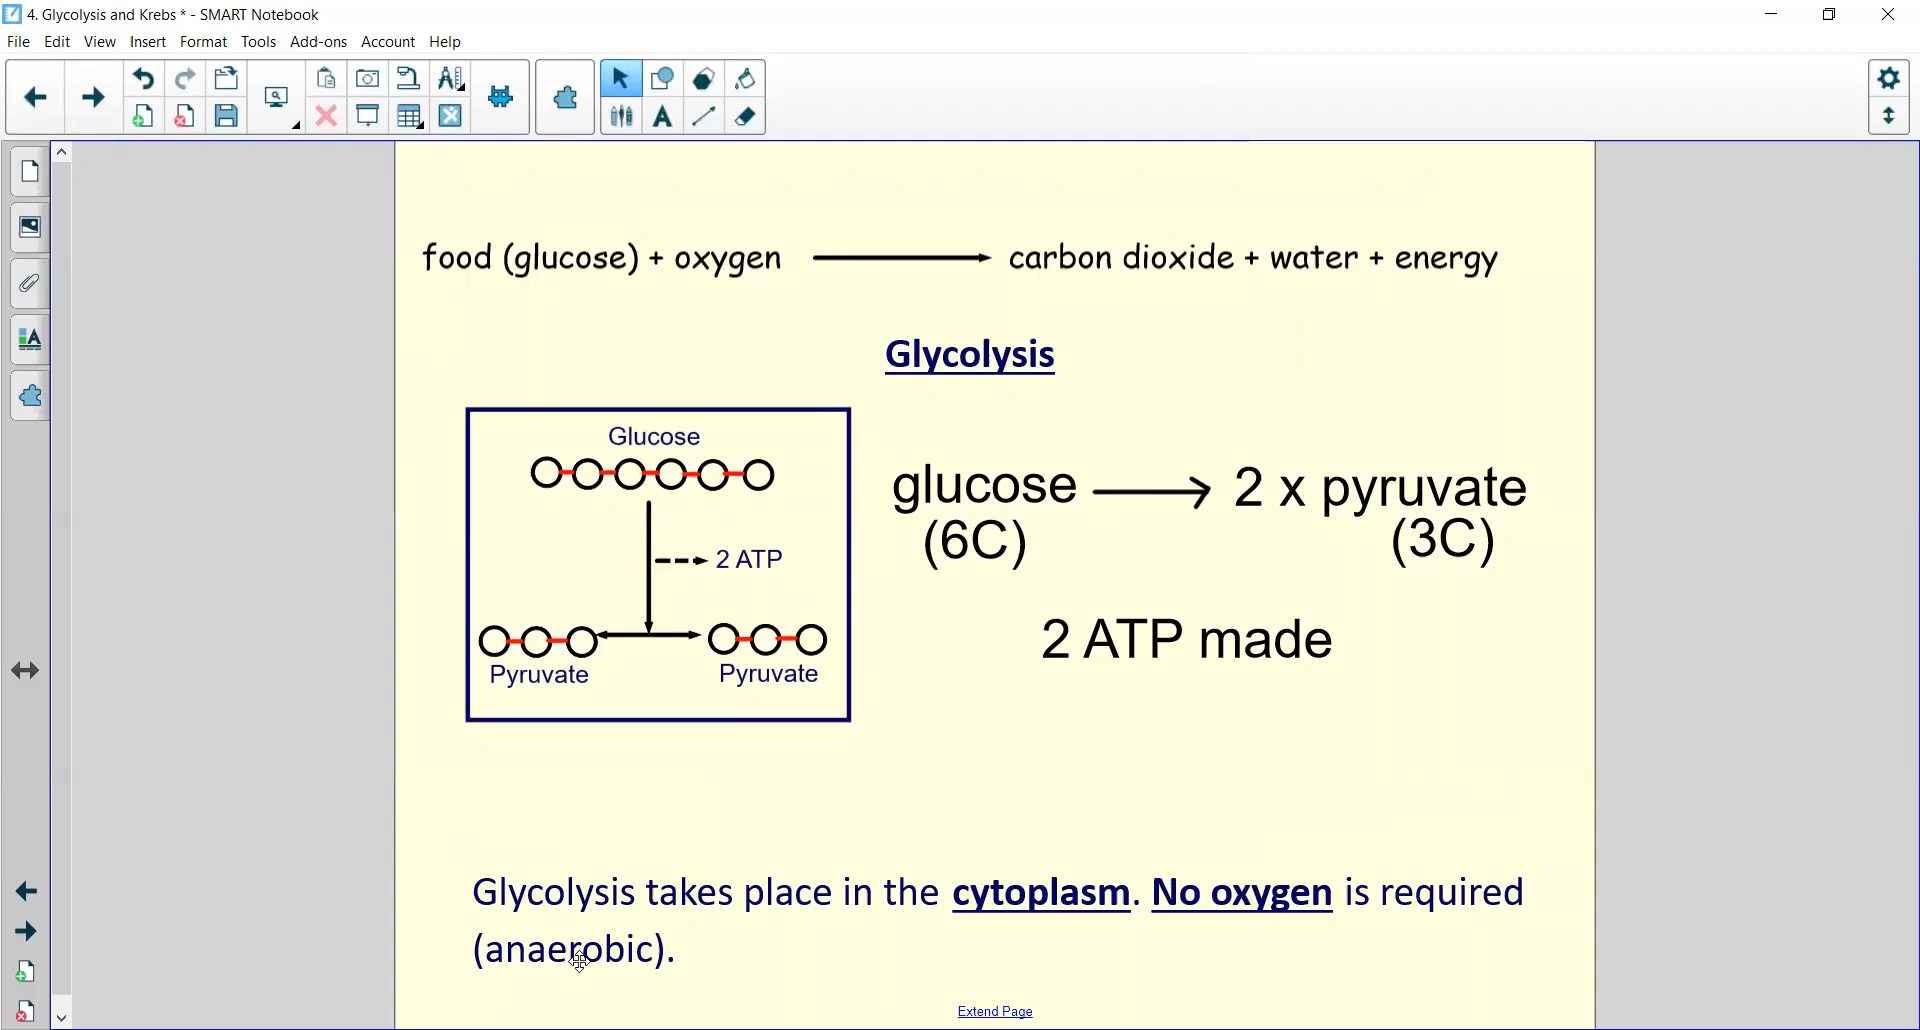 4. Glycolysis and Krebs * - SMART Notebook
File Edit View Insert Format Tools Add-ons Account Help
food (glucose) + oxygen → carbon dioxide + water + energy
Glycolysis
Glucose
2 ATP
Pyruvate Pyruvate
glucose → 2 x pyruvate
(6C) (3C)
2 ATP made
Glycolysis takes place in the cytoplasm. No oxygen is required
(anaerobic).
Extend Page